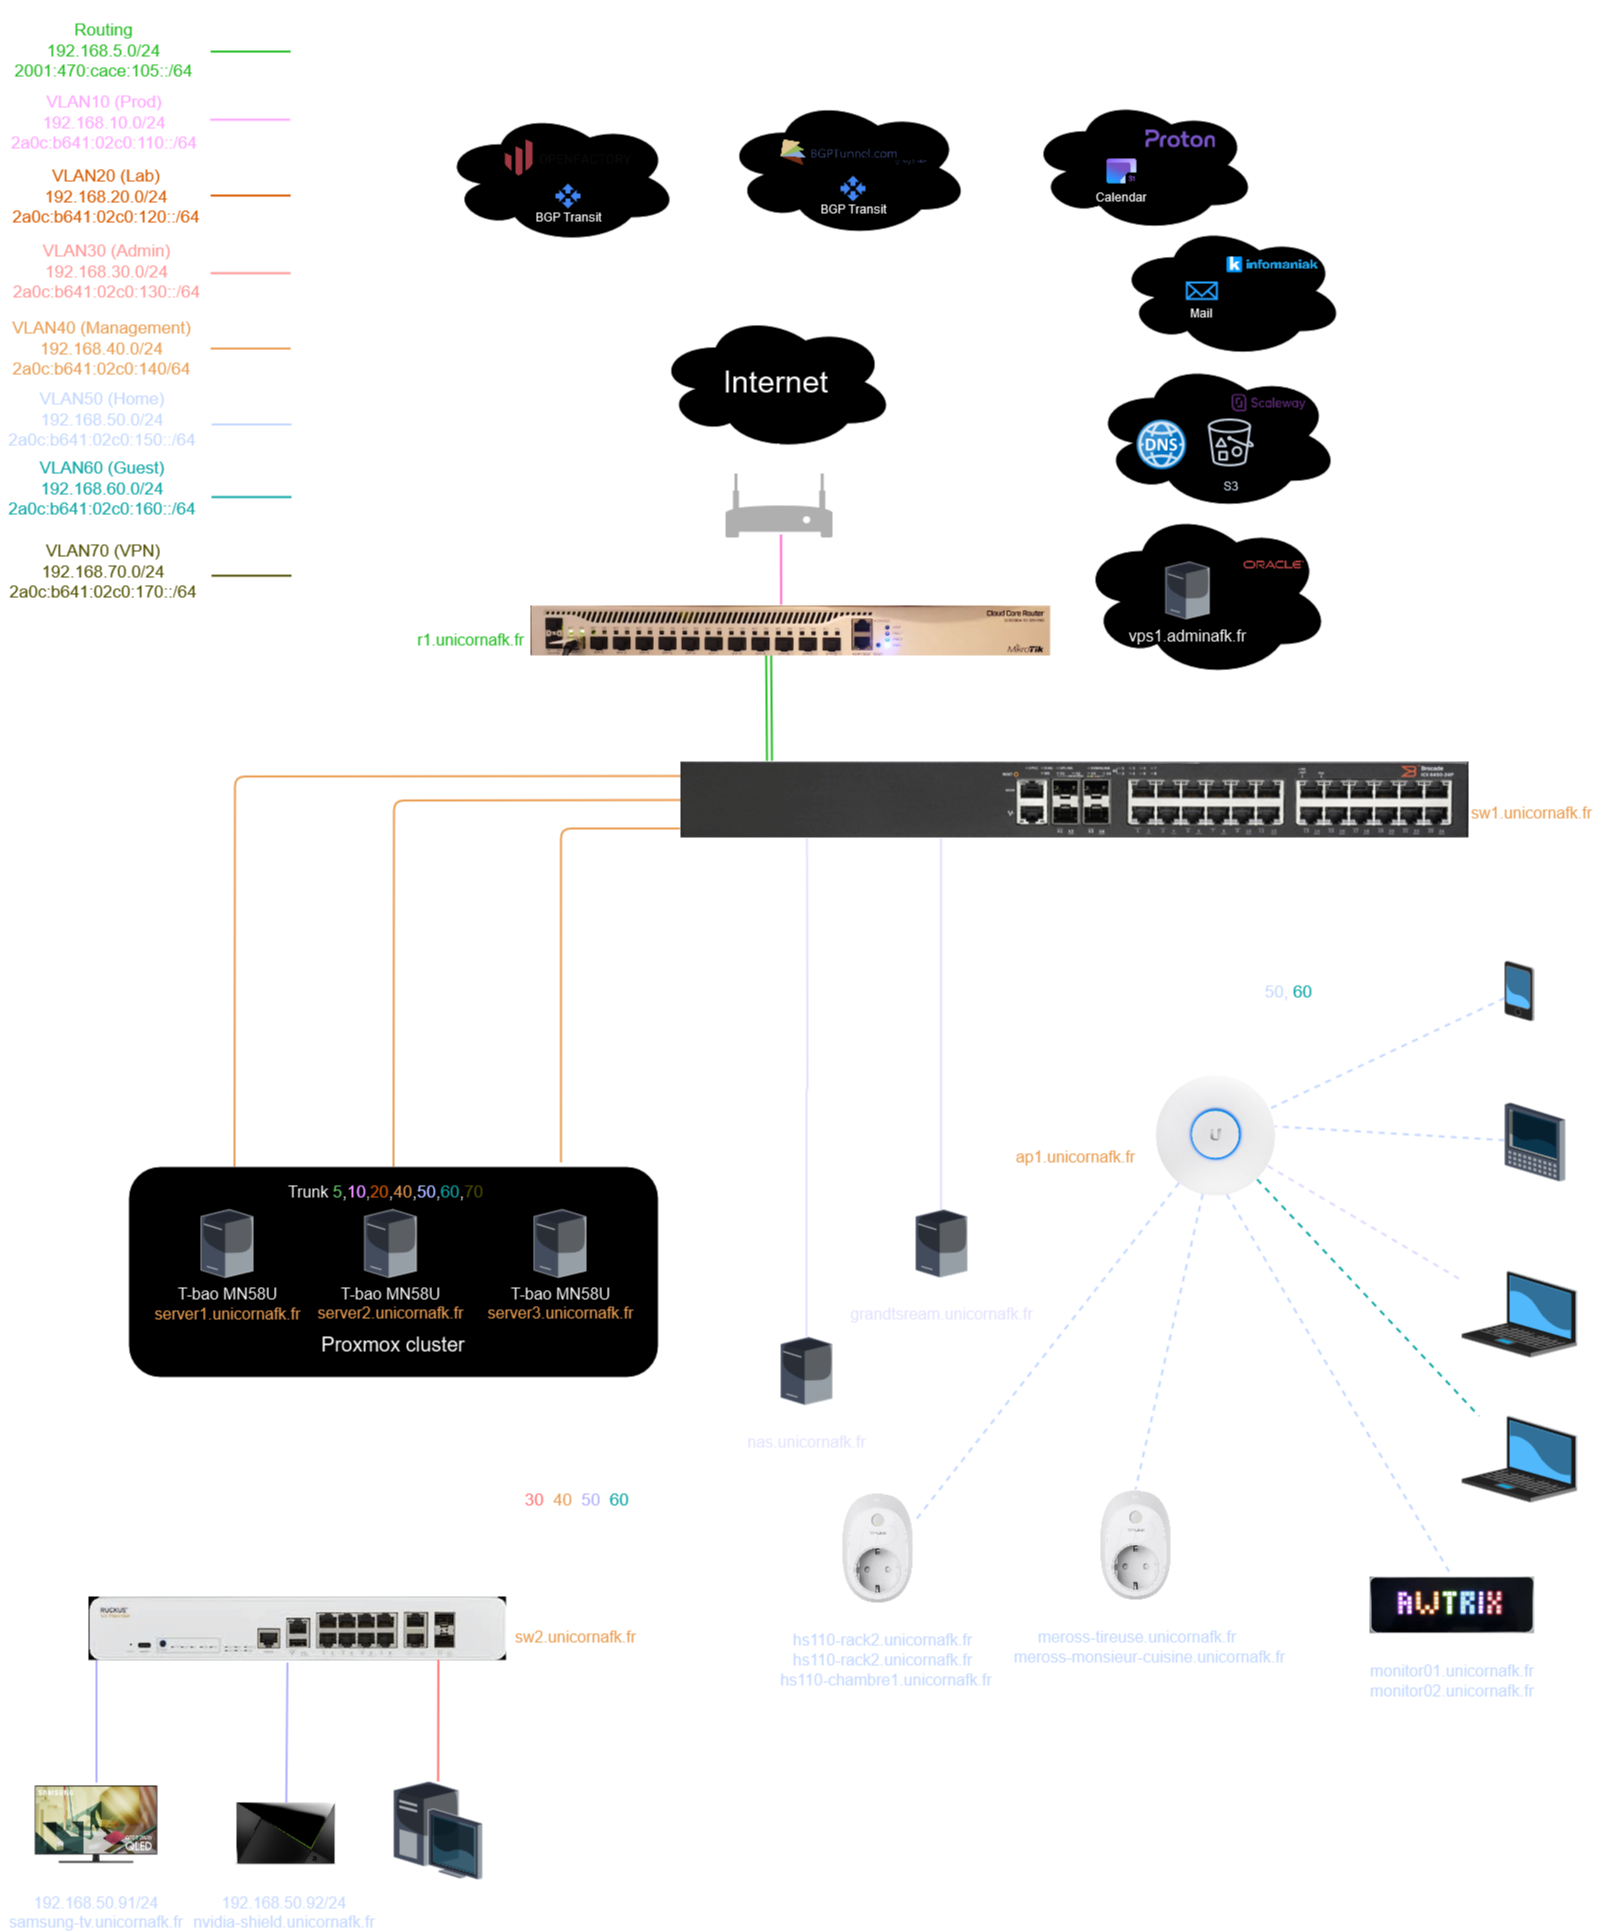 Routing
192.168.5.0/24
2001:470:cace:105::/64
VLAN10 (Prod)
192.168.10.0/24
2a0c:b641:02c0:110::/64
VLAN20 (Lab)
192.168.20.0/24
2a0c:b641:02c0:120::/64
VLAN30 (Admin)
192.168.30.0/24
2a0c:b641:02c0:130::/64
VLAN40 (Management)
192.168.40.0/24
2a0c:b641:02c0:140/64
VLAN50 (Home)
192.168.50.0/24
2a0c:b641:02c0:150::/64
VLAN60 (Guest)
192.168.60.0/24
2a0c:b641:02c0:160::/64
VLAN70 (VPN)
192.168.70.0/24
2a0c:b641:02c0:170::/64
OPENFACTORY
BGP Transit
BGPTunnel.com
BGP Transit
Proton
31
Calendar
infomaniak
Mail
Internet
Scaleway
DNS
S3
ORACLE
vps1.adminafk.fr
r1.unicornafk.fr
Cloud Core Router
MikroTik
Brocade
ICX 6450-24P
sw1.unicornafk.fr
50, 60
ap1.unicornafk.fr
Trunk 5,10,20,40,50,60,70
T-bao MN58U
server1.unicornafk.fr
T-bao MN58U
server2.unicornafk.fr
T-bao MN58U
server3.unicornafk.fr
Proxmox cluster
grandtsream.unicornafk.fr
nas.unicornafk.fr
30 40 50 60
RUCKUS
sw2.unicornafk.fr
hs110-rack2.unicornafk.fr
hs110-rack2.unicornafk.fr
hs110-chambre1.unicornafk.fr
meross-tireuse.unicornafk.fr
meross-monsieur-cuisine.unicornafk.fr
AWTRIX
monitor01.unicornafk.fr
monitor02.unicornafk.fr
SAMSUNG
QLED
192.168.50.91/24
samsung-tv.unicornafk.fr
192.168.50.92/24
nvidia-shield.unicornafk.fr